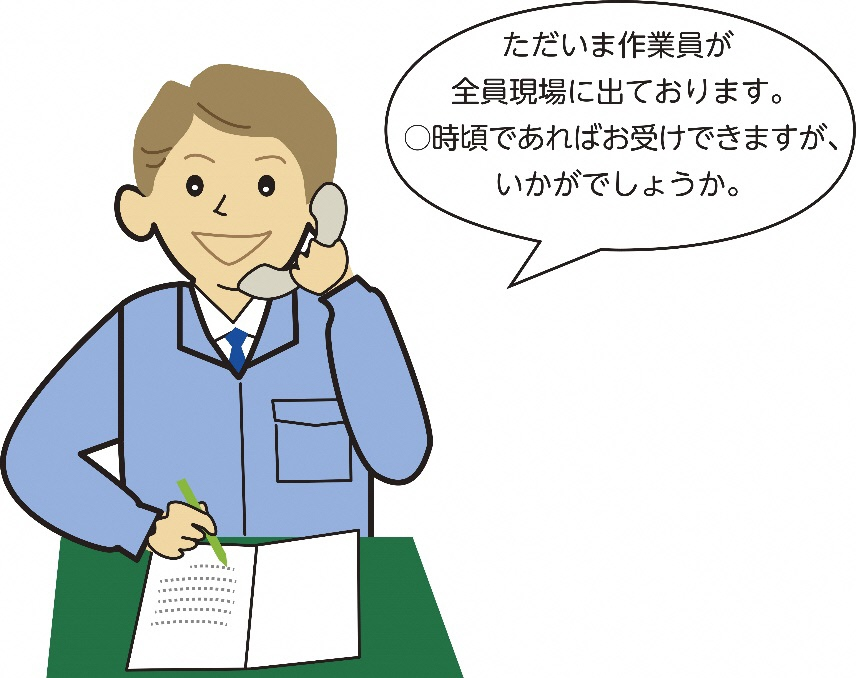 ただいま作業員が
全員現場に出ております。
○時頃であればお受けできますが、
いかがでしょうか。